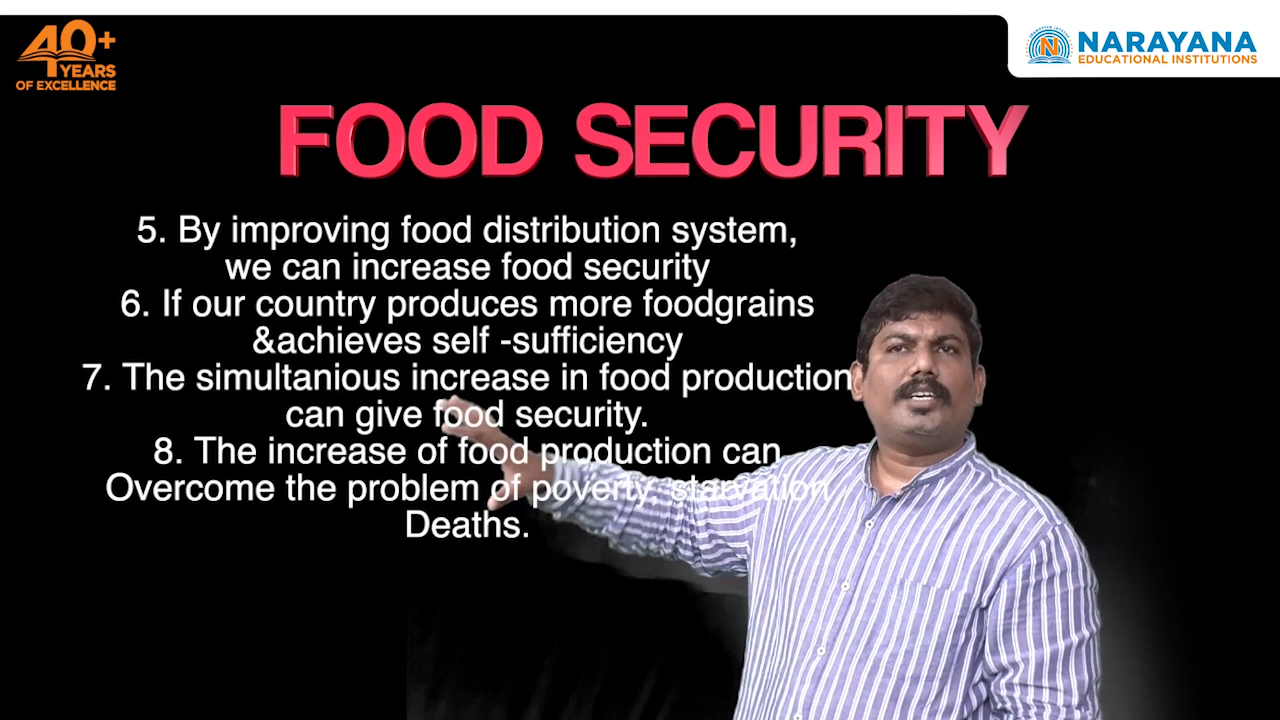 40+
YEARS
OF EXCELLENCE
NARAYANA
EDUCATIONAL INSTITUTIONS
FOOD SECURITY
5. By improving food distribution system,
we can increase food security
6. If our country produces more foodgrains
&achieves self -sufficiency
7. The simultanious increase in food production
can give food security.
8. The increase of food production can
Overcome the problem of poverty, starvation
Deaths.